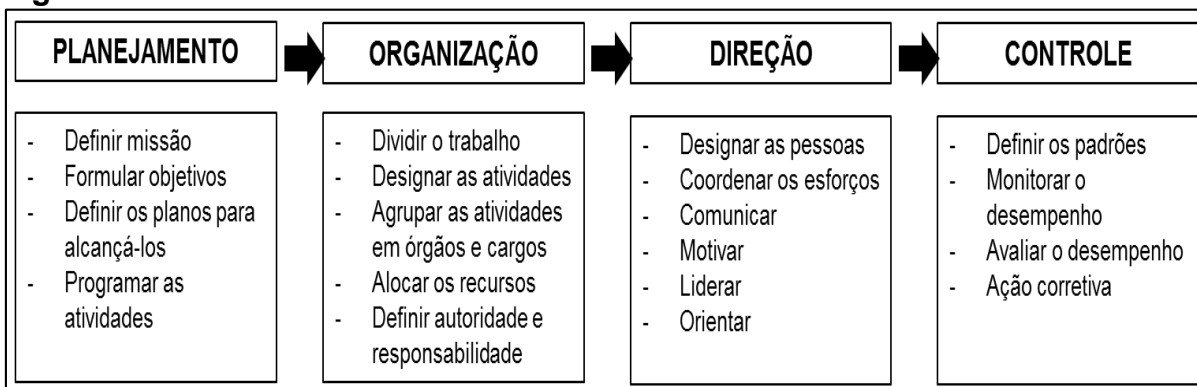 PLANEJAMENTO
ORGANIZAÇÃO
DIREÇÃO
CONTROLE
- Definir missão
- Formular objetivos
- Definir os planos para
alcançá-los
- Programar as
atividades
- Dividir o trabalho
- Designar as atividades
- Agrupar as atividades
em órgãos e cargos
- Alocar os recursos
- Definir autoridade e
responsabilidade
- Designar as pessoas
- Coordenar os esforços
- Comunicar
- Motivar
- Liderar
- Orientar
- Definir os padrões
- Monitorar o
desempenho
- Avaliar o desempenho
- Ação corretiva